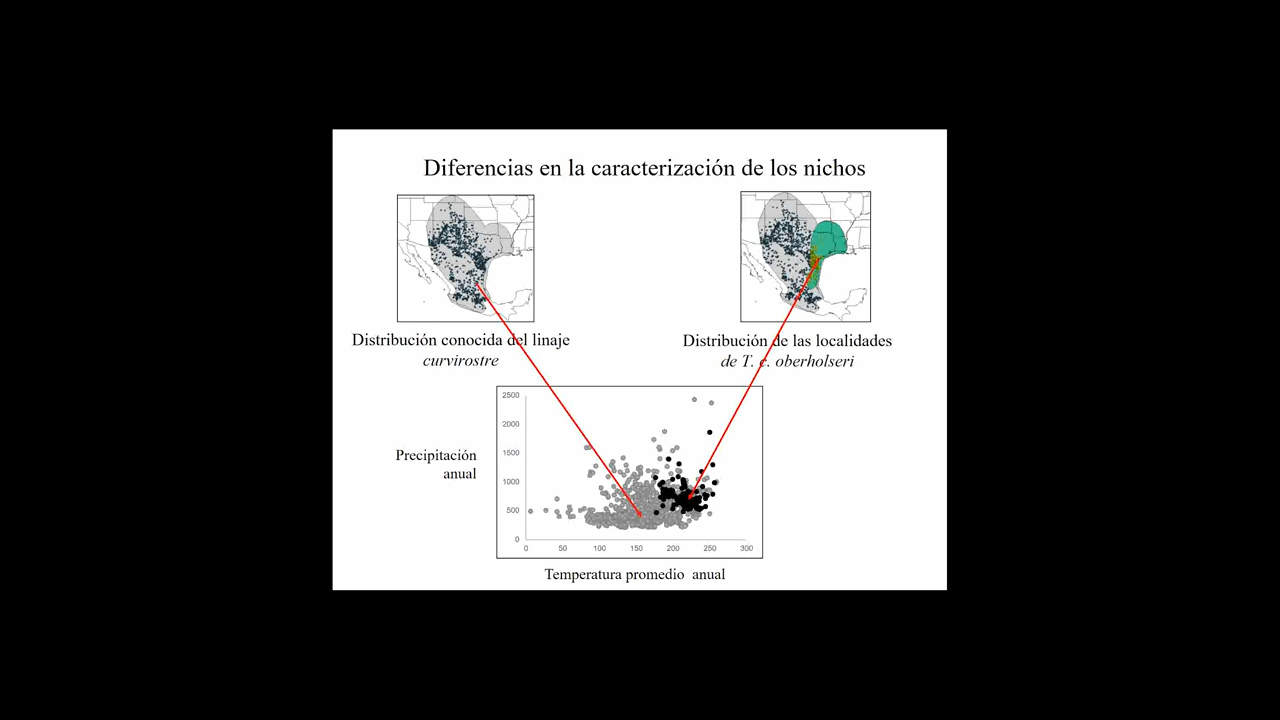 Diferencias en la caracterización de los nichos
Distribución conocida del linaje
curvirostre
Distribución de las localidades
de T. c. oberholseri
Precipitación
anual
2500
2000
1500
1000
500
0
0 50 100 150 200 250 300
Temperatura promedio anual